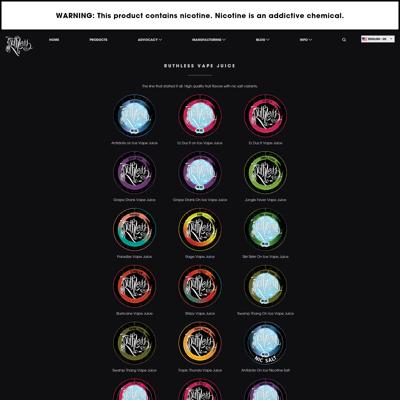 WARNING: This product contains nicotine. Nicotine is an addictive chemical.
Ruthless
HOME PRODUCTS ADVOCACY MANUFACTURING BLOG INFO ENGLISH - UK
RUTHLESS VAPE JUICE
The line that started it all. High quality fruit flavors with nic salt variants.
Antidote on Ice Vape Juice Ez Duz It on Ice Vape Juice Ez Duz It Vape Juice
Grape Drank Vape Juice Grape Drank On Ice Vape Juice Jungle Fever Vape Juice
Paradize Vape Juice Rage Vape Juice Skir Skirr On Ice Vape Juice
Slurricane Vape Juice Strizzy Vape Juice Swamp Thang On Ice Vape Juice
NIC SALT
Swamp Thang Vape Juice Tropic Thunda Vape Juice Antidote On Ice Nicotine Salt